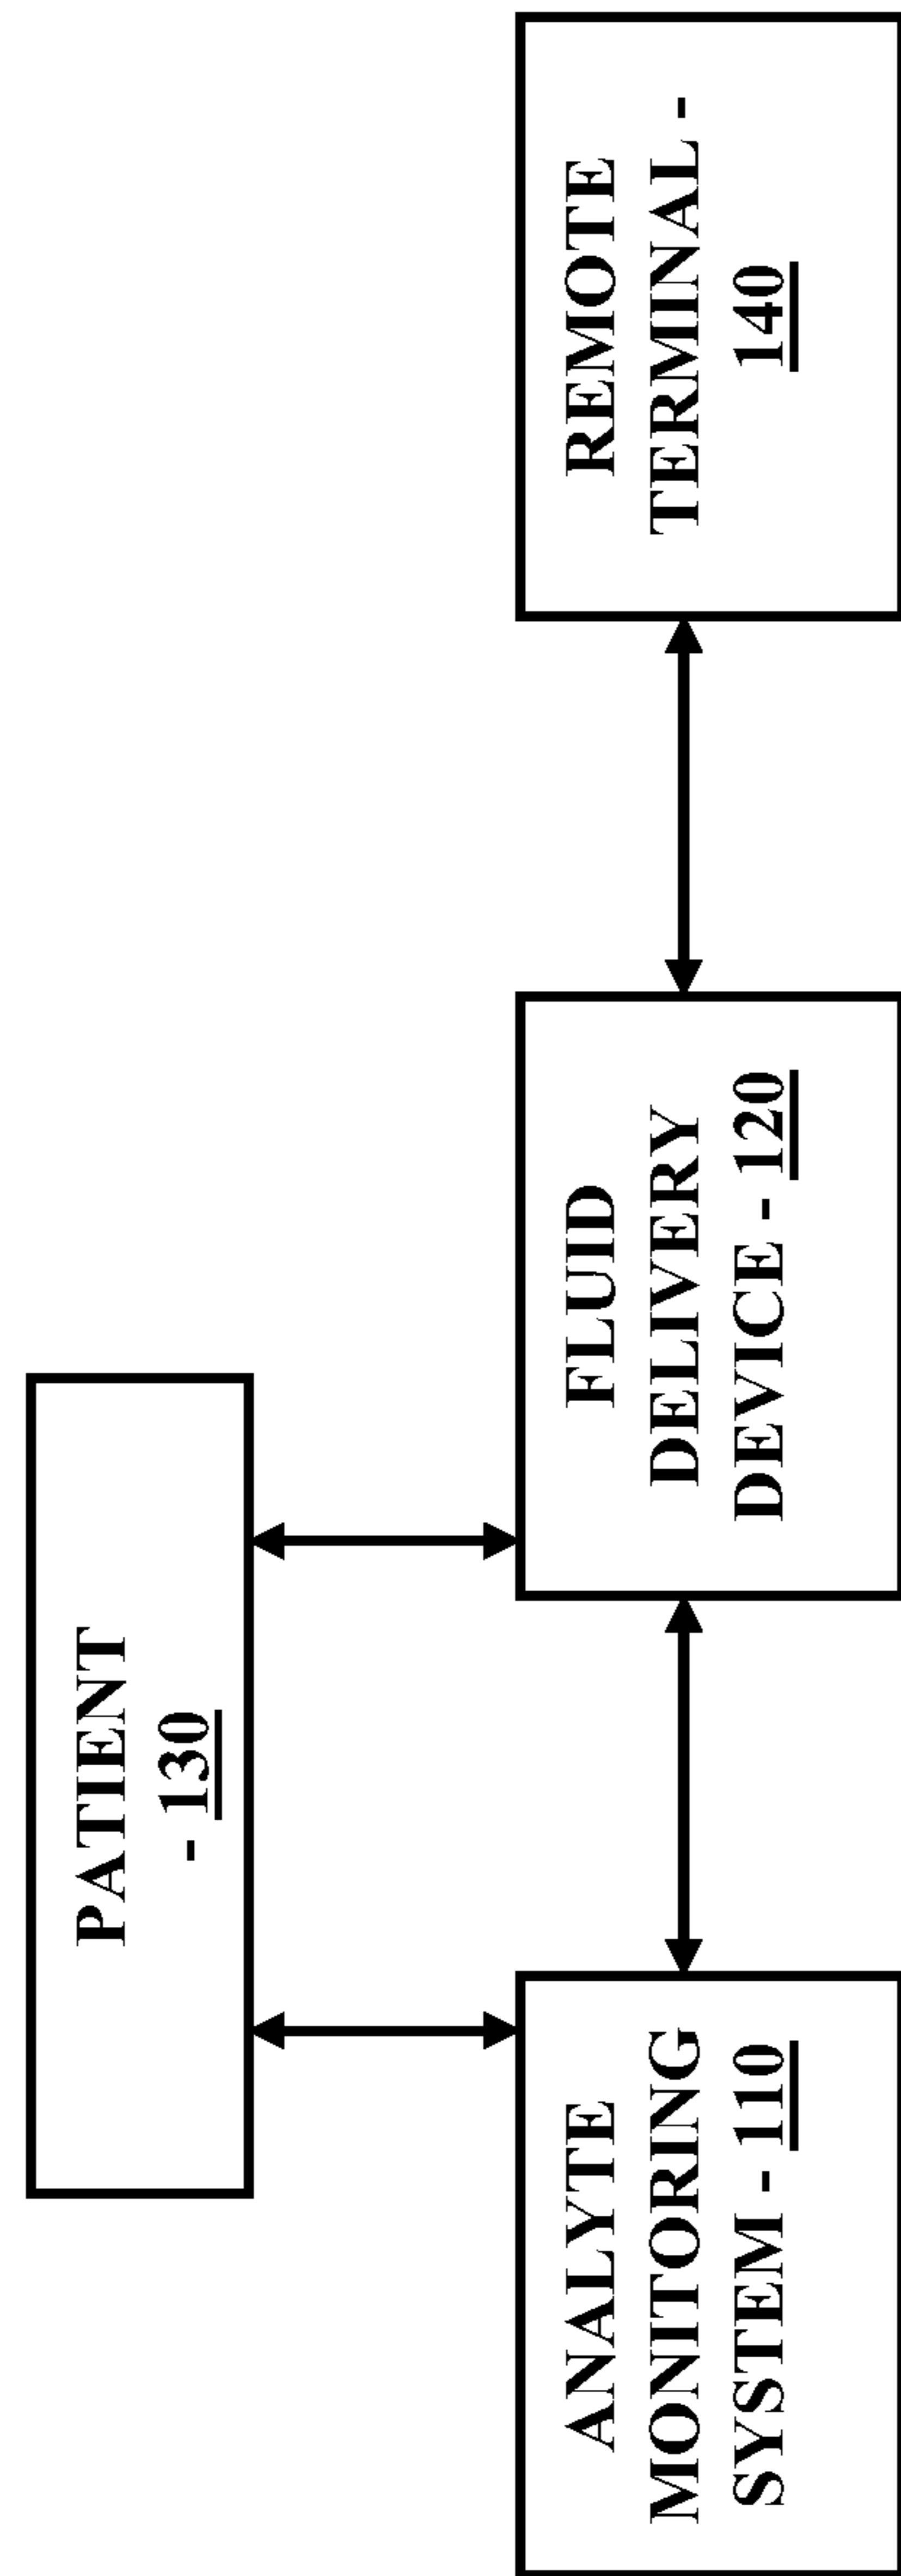 PATIENT
- 130
ANALYTE
MONITORING
SYSTEM - 110
FLUID
DELIVERY
DEVICE - 120
REMOTE
TERMINAL -
140